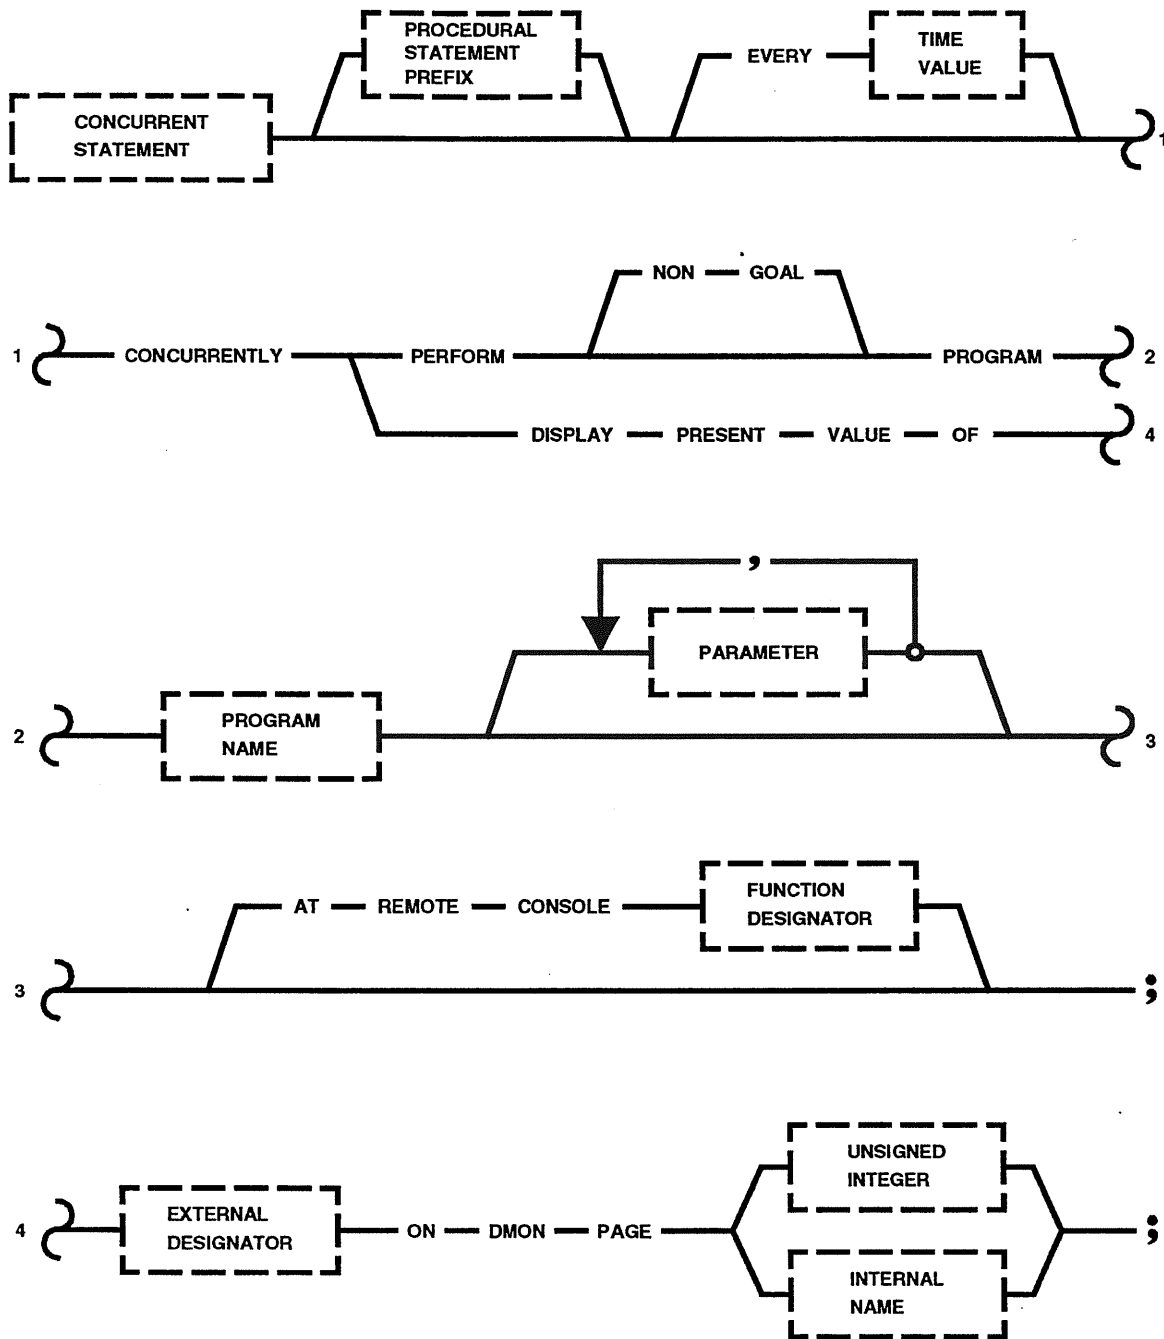 PROCEDURAL
STATEMENT
PREFIX
EVERY
TIME
VALUE
CONCURRENT
STATEMENT
1
1 CONCURRENTLY PERFORM NON GOAL PROGRAM 2
DISPLAY PRESENT VALUE OF 4
,
PARAMETER
2 PROGRAM
NAME
3
3 AT REMOTE CONSOLE FUNCTION
DESIGNATOR
;
4 EXTERNAL
DESIGNATOR
ON DMON PAGE
UNSIGNED
INTEGER
INTERNAL
NAME
;